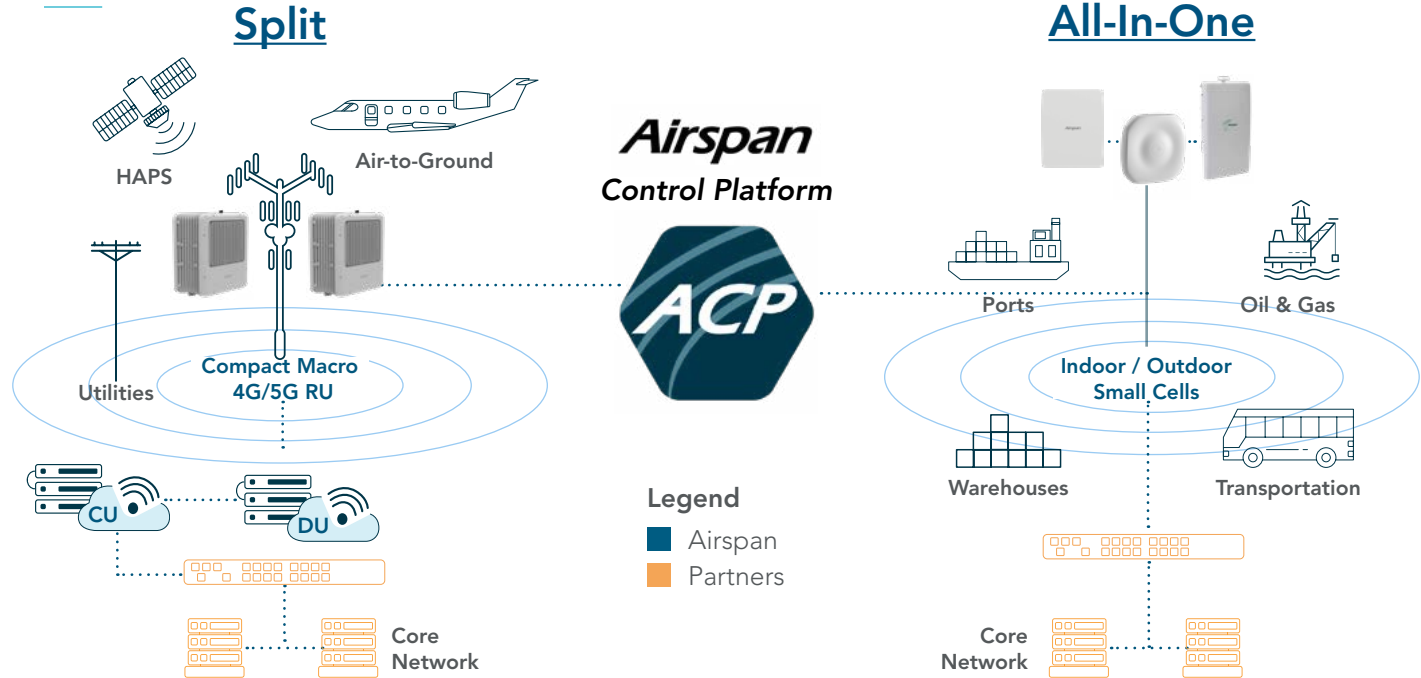 Split
All-In-One
HAPS
Air-to-Ground
Airspan
Control Platform
ACP
Utilities
Compact Macro
4G/5G RU
Ports
Oil & Gas
Indoor / Outdoor
Small Cells
Warehouses
Transportation
CU
DU
Legend
Airspan
Partners
Core
Network
Core
Network
Airspan